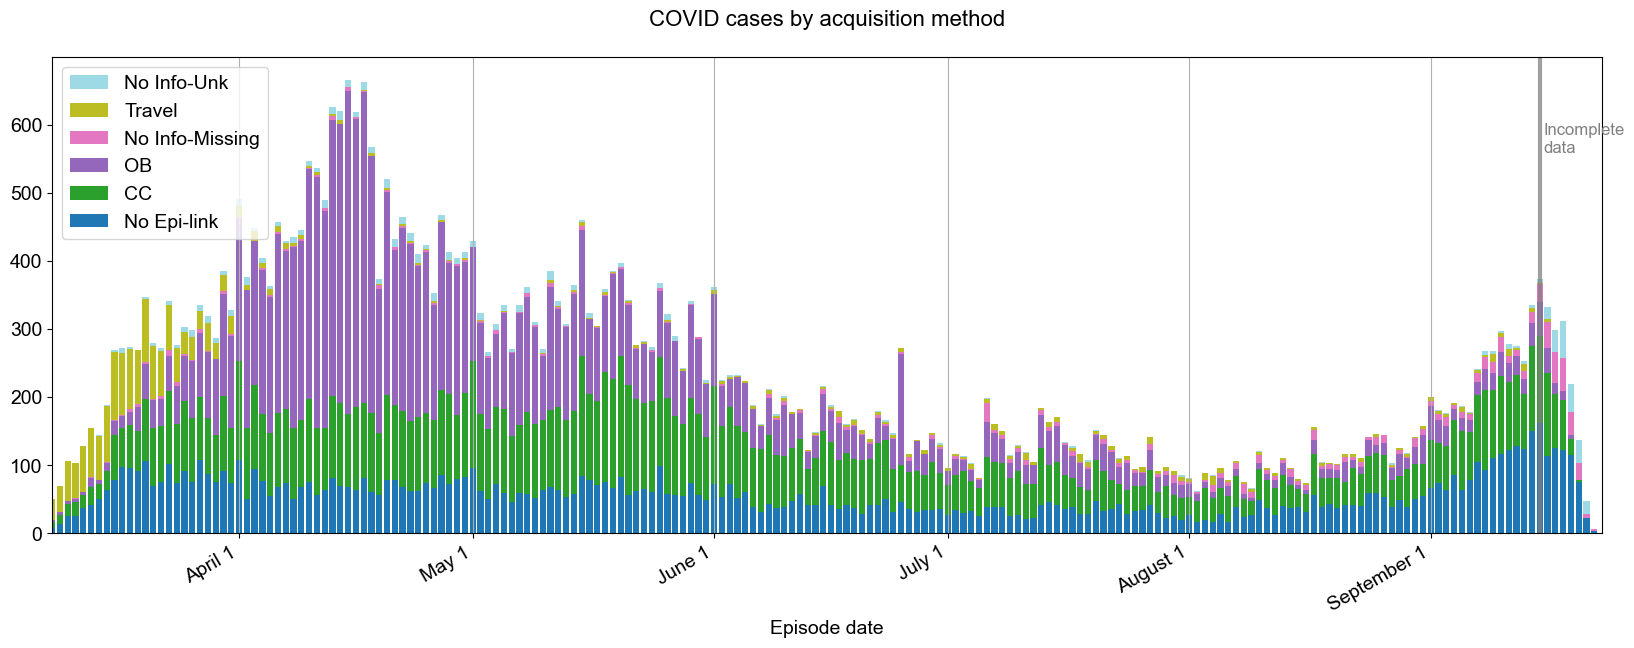 COVID cases by acquisition method
No Info-Unk
Travel
No Info-Missing
OB
CC
No Epi-link
600
500
400
300
200
100
0
Incomplete
data
April 1
May 1
June 1
July 1
August 1
September 1
Episode date